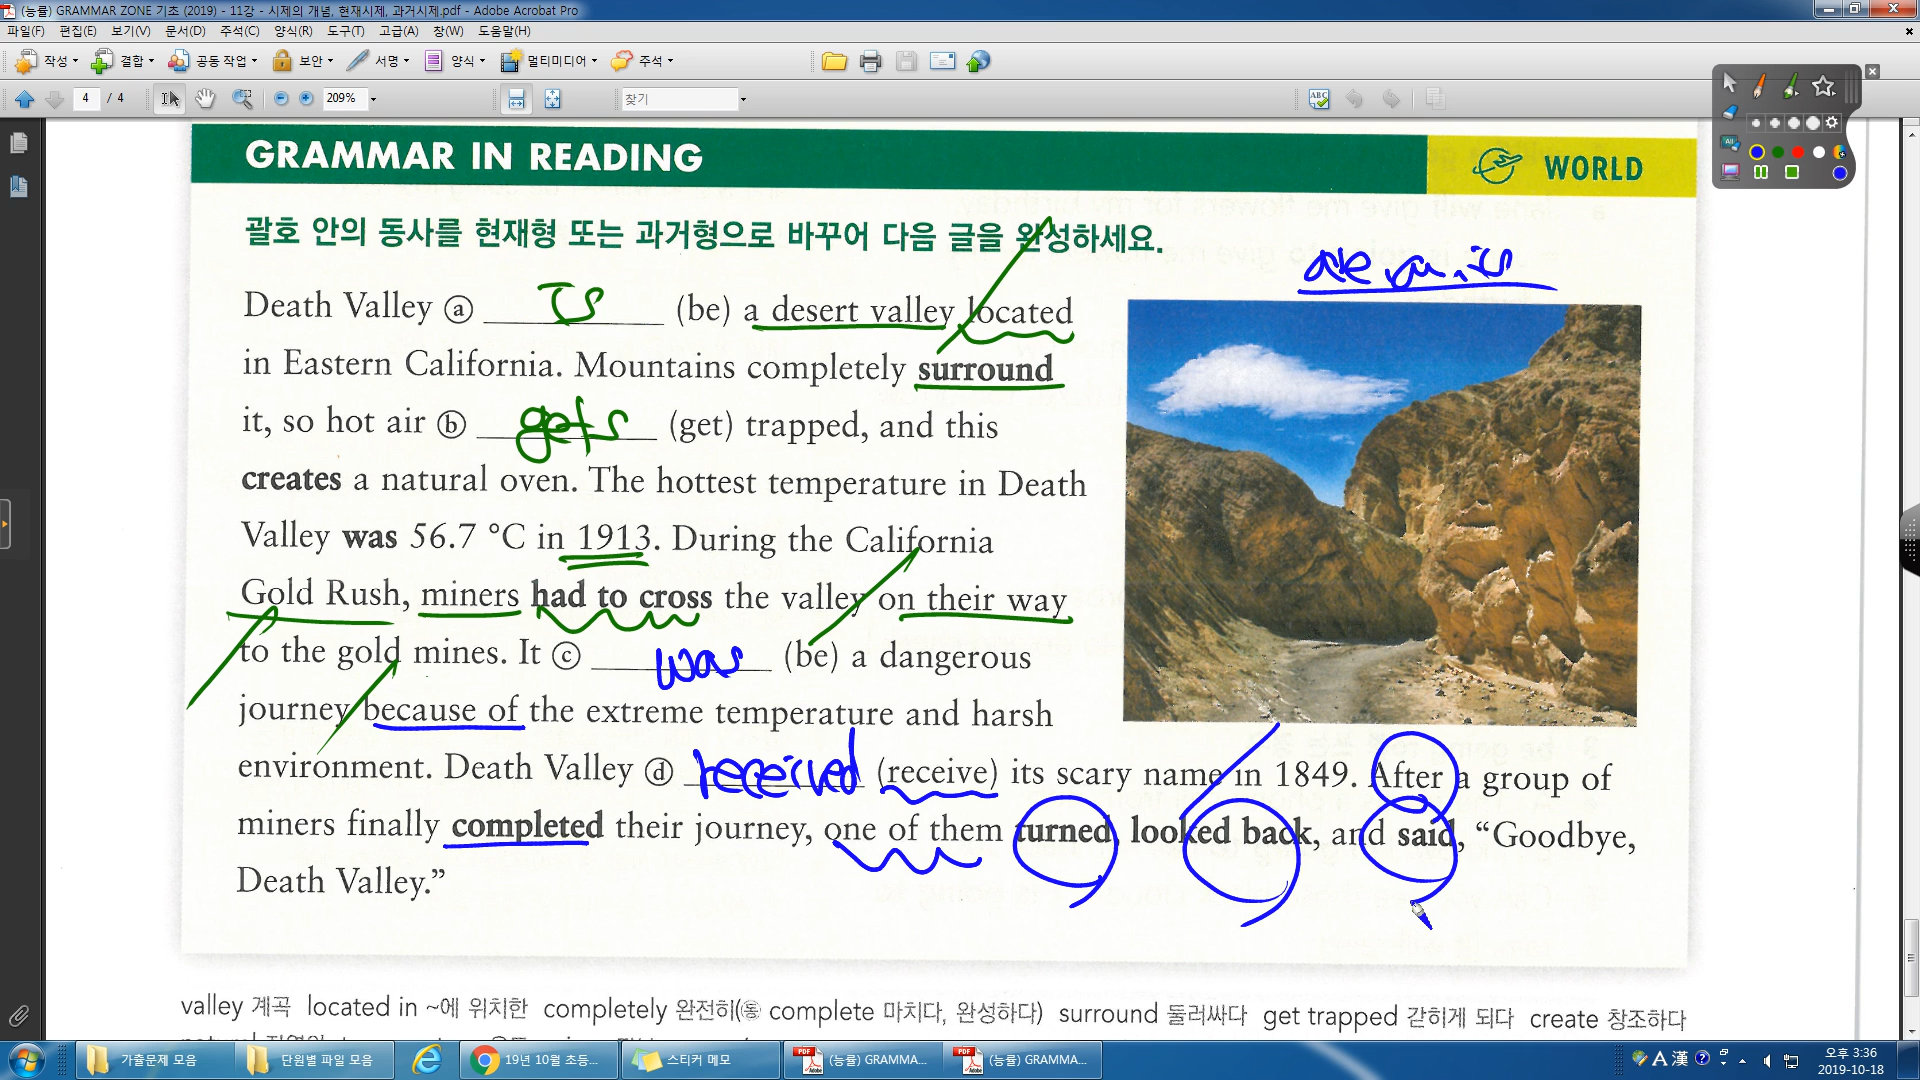 (능률) GRAMMAR ZONE 기초 (2019) - 11강 - 시제의 개념, 현재시제, 과거시제.pdf - Adobe Acrobat Pro
파일(F) 편집(E) 보기(V) 문서(D) 주석(C) 양식(R) 도구(T) 고급(A) 창(W) 도움말(H)
작성 결합 공동 작업 보안 서명 양식 멀티미디어 주석
4 / 4 209% 찾기
GRAMMAR IN READING WORLD
괄호 안의 동사를 현재형 또는 과거형으로 바꾸어 다음 글을 완성하세요.
are, am, is
Death Valley ⓐ is (be) a desert valley located
in Eastern California. Mountains completely surround
it, so hot air ⓑ gets (get) trapped, and this
creates a natural oven. The hottest temperature in Death
Valley was 56.7 °C in 1913. During the California
Gold Rush, miners had to cross the valley on their way
to the gold mines. It ⓒ was (be) a dangerous
journey because of the extreme temperature and harsh
environment. Death Valley ⓓ received (receive) its scary name in 1849. After a group of
miners finally completed their journey, one of them turned, looked back, and said, “Goodbye,
Death Valley.”
valley 계곡 located in ~에 위치한 completely 완전히(동 complete 마치다, 완성하다) surround 둘러싸다 get trapped 갇히게 되다 create 창조하다
가출문제 모음 단원별 파일 모음 19년 10월 초등... 스티커 메모 (능률) GRAMMA... (능률) GRAMMA... A 漢 오후 3:36
2019-10-18